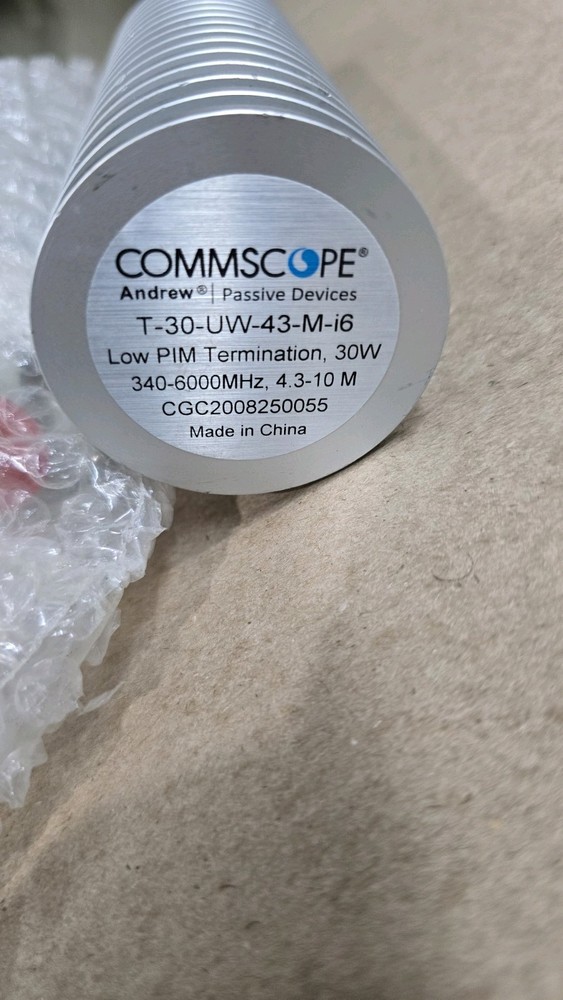 COMMSCOPE®
Andrew® | Passive Devices
T-30-UW-43-M-i6
Low PIM Termination, 30W
340-6000MHz, 4.3-10 M
CGC2008250055
Made in China